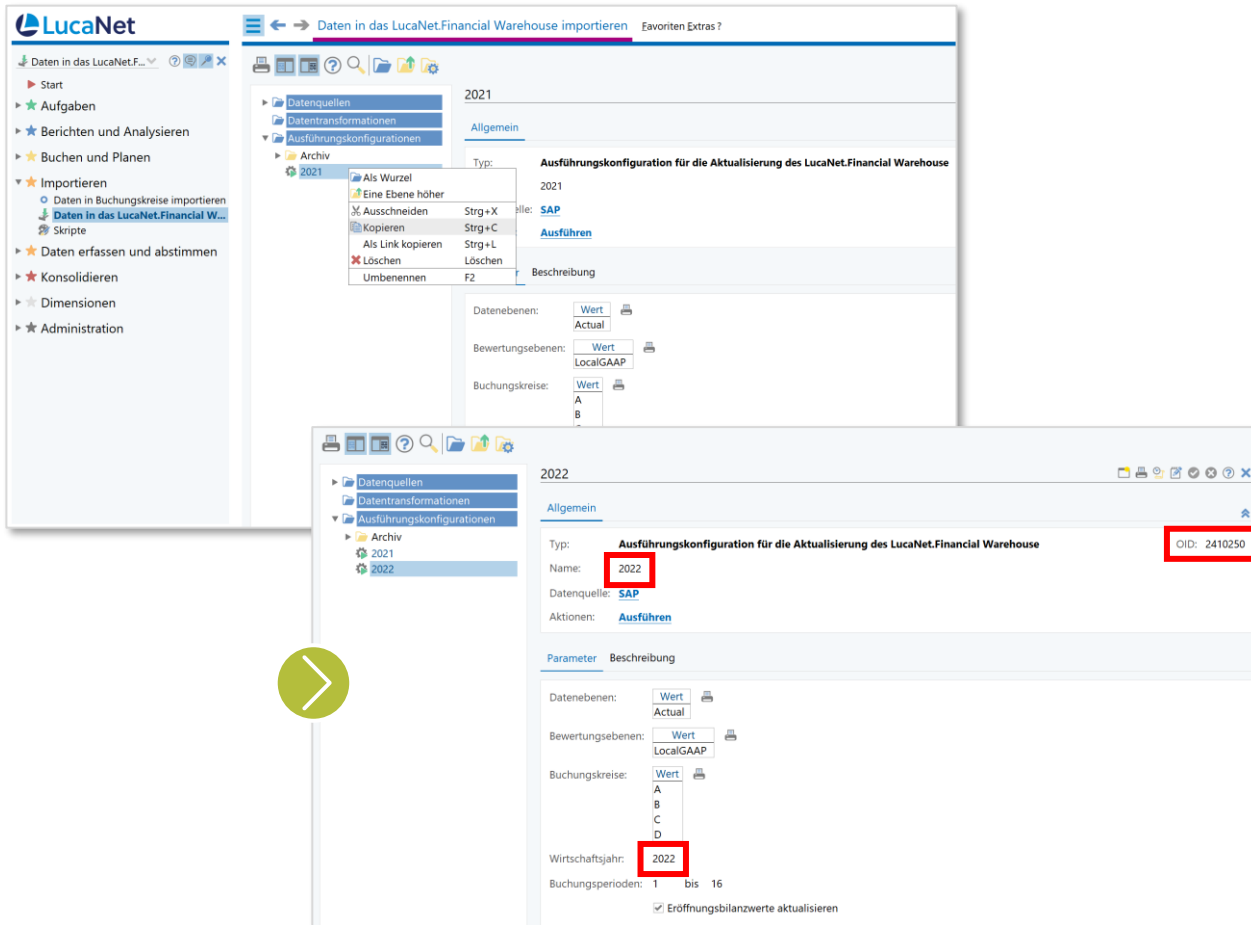 LucaNet
Daten in das LucaNet.Financial Warehouse importieren Favoriten Extras ?
Daten in das LucaNet.F...
Start
Aufgaben
Berichten und Analysieren
Buchen und Planen
Importieren
Daten in Buchungskreise importieren
Daten in das LucaNet.Financial W...
Skripte
Daten erfassen und abstimmen
Konsolidieren
Dimensionen
Administration
Datenquellen
Datentransformationen
Ausführungskonfigurationen
Archiv
2021
Als Wurzel
Eine Ebene höher
Ausschneiden Strg+X
Kopieren Strg+C
Als Link kopieren Strg+L
Löschen Löschen
Umbenennen F2
2021
Allgemein
Typ: Ausführungskonfiguration für die Aktualisierung des LucaNet.Financial Warehouse
2021
elle: SAP
Ausführen
r Beschreibung
Datenebenen: Wert
Actual
Bewertungsebenen: Wert
LocalGAAP
Buchungskreise: Wert
A
B
Datenquellen
Datentransformationen
Ausführungskonfigurationen
Archiv
2021
2022
2022
Allgemein
Typ: Ausführungskonfiguration für die Aktualisierung des LucaNet.Financial Warehouse OID: 2410250
Name: 2022
Datenquelle: SAP
Aktionen: Ausführen
Parameter Beschreibung
Datenebenen: Wert
Actual
Bewertungsebenen: Wert
LocalGAAP
Buchungskreise: Wert
A
B
C
D
Wirtschaftsjahr: 2022
Buchungsperioden: 1 bis 16
Eröffnungsbilanzwerte aktualisieren